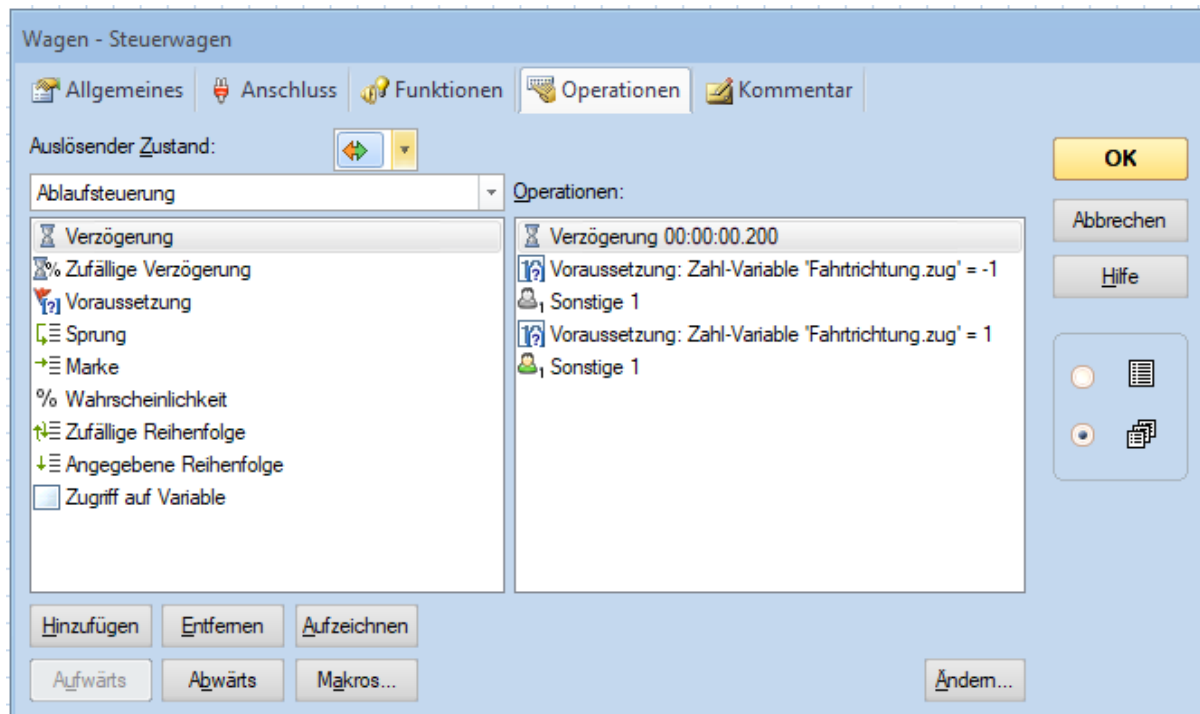 Wagen - Steuerwagen
Allgemeines Anschluss Funktionen Operationen Kommentar
Auslösender Zustand:
Ablaufsteuerung
Verzögerung
Zufällige Verzögerung
Voraussetzung
Sprung
Marke
% Wahrscheinlichkeit
Zufällige Reihenfolge
Angegebene Reihenfolge
Zugriff auf Variable
Operationen:
Verzögerung 00:00:00.200
Voraussetzung: Zahl-Variable "Fahrtrichtung.zug" = -1
1 Sonstige 1
Voraussetzung: Zahl-Variable "Fahrtrichtung.zug" = 1
1 Sonstige 1
OK
Abbrechen
Hilfe
Hinzufügen Entfernen Aufzeichnen
Aufwärts Abwärts Makros... Ändern...